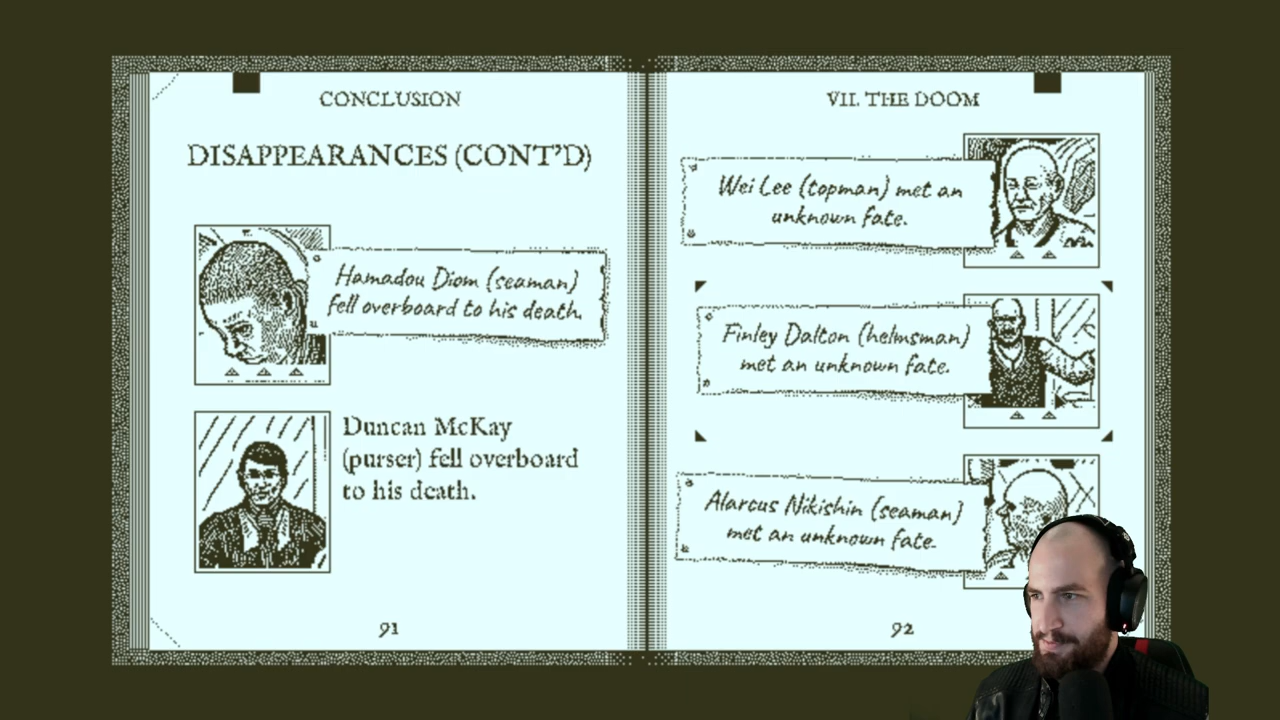 CONCLUSION
DISAPPEARANCES (CONT'D)
Hamadou Diom (seaman)
fell overboard to his death.
Duncan McKay
(purser) fell overboard
to his death.
91
VII. THE DOOM
Wei Lee (topman) met an
unknown fate.
Finley Dalton (helmsman)
met an unknown fate.
Alarcus Nikishin (seaman)
met an unknown fate.
92